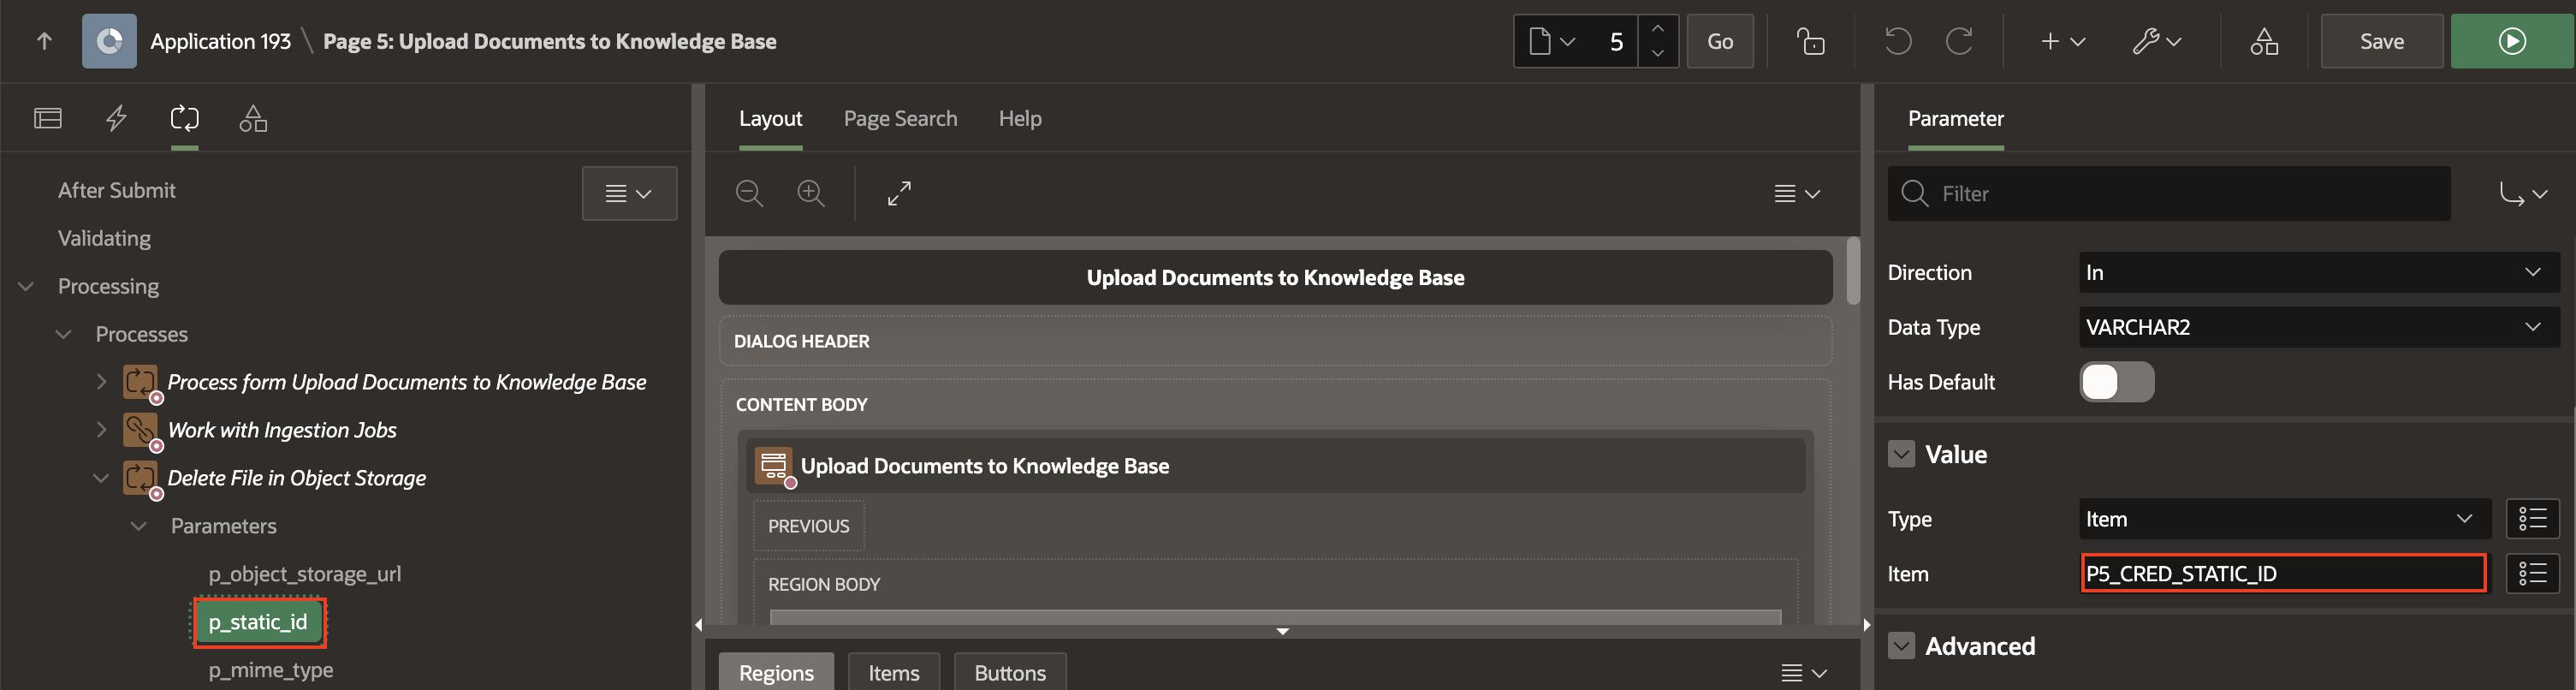 Application 193 \ Page 5: Upload Documents to Knowledge Base
5
Go
Save
After Submit
Validating
Processing
Processes
Process form Upload Documents to Knowledge Base
Work with Ingestion Jobs
Delete File in Object Storage
Parameters
p_object_storage_url
p_static_id
p_mime_type
Layout
Page Search
Help
Upload Documents to Knowledge Base
DIALOG HEADER
CONTENT BODY
Upload Documents to Knowledge Base
PREVIOUS
REGION BODY
Regions
Items
Buttons
Parameter
Filter
Direction
In
Data Type
VARCHAR2
Has Default
Value
Type
Item
Item
P5_CRED_STATIC_ID
Advanced